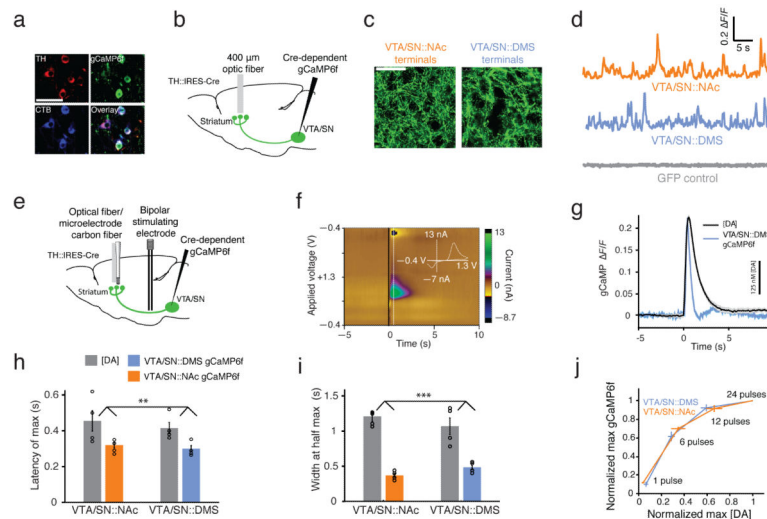 a
TH
gCaMP6f
CTB
Overlay
b
400 μm
optic fiber
Cre-dependent
gCaMP6f
TH::IRES-Cre
Striatum
VTA/SN
c
VTA/SN::NAc
terminals
VTA/SN::DMS
terminals
d
0.2 ΔF/F
5 s
VTA/SN::NAc
VTA/SN::DMS
GFP control
e
Optical fiber/
microelectrode
carbon fiber
Bipolar
stimulating
electrode
Cre-dependent
gCaMP6f
TH::IRES-Cre
Striatum
VTA/SN
f
Applied voltage (V)
−0.4
+1.3
−0.4
13 nA
−0.4 V
1.3 V
−7 nA
13
0
−8.7
Current (nA)
-5
0
5
10
Time (s)
g
gCaMP ΔF/F
0.2
0.1
0
[DA]
VTA/SN::DMS
gCaMP6f
-5
0
5
Time (s)
h
[DA]
VTA/SN::DMS gCaMP6f
VTA/SN::NAc gCaMP6f
Latency of max (s)
0.6
0.4
0.2
0
**
VTA/SN::NAc
VTA/SN::DMS
i
Width at half max (s)
1.5
1.0
0.5
0
***
VTA/SN::NAc
VTA/SN::DMS
j
Normalized max gCaMP6f
1.0
0.8
0.6
0.4
0.2
0
VTA/SN::DMS
VTA/SN::NAc
24 pulses
12 pulses
6 pulses
1 pulse
0
0.2
0.4
0.6
0.8
1
Normalized max [DA]